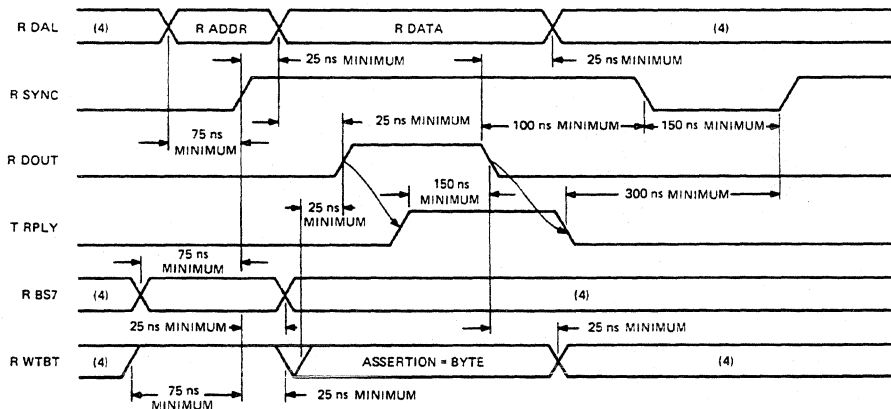 R DAL (4) R ADDR R DATA (4)
25 ns MINIMUM 25 ns MINIMUM
R SYNC
75 ns MINIMUM
25 ns MINIMUM
100 ns MINIMUM 150 ns MINIMUM
R DOUT
25 ns MINIMUM
150 ns MINIMUM
300 ns MINIMUM
T RPLY
75 ns MINIMUM
R BS7 (4) (4)
25 ns MINIMUM 25 ns MINIMUM
R WTBT (4) ASSERTION = BYTE (4)
75 ns MINIMUM
25 ns MINIMUM